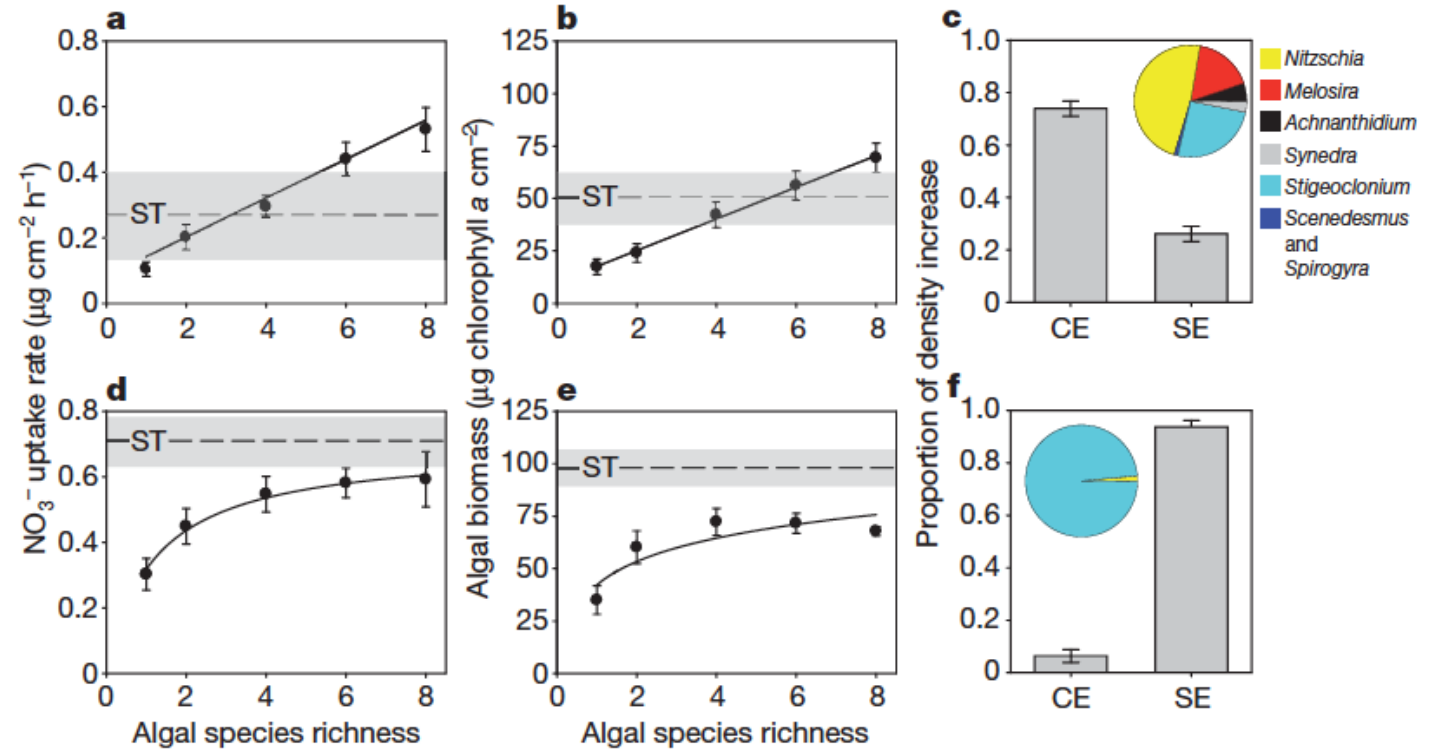 a
NO₃⁻ uptake rate (μg cm⁻² h⁻¹)
0.8
0.6
0.4
0.2
0
ST
0 2 4 6 8
b
Algal biomass (μg chlorophyll a cm⁻²)
125
100
75
50
25
0
ST
0 2 4 6 8
c
Proportion of density increase
1.0
0.8
0.6
0.4
0.2
0
CE SE
Nitzschia
Melosira
Achnanthidium
Synedra
Stigeoclonium
Scenedesmus
and
Spirogyra
d
0.8
0.6
0.4
0.2
0
ST
0 2 4 6 8
Algal species richness
e
125
100
75
50
25
0
ST
0 2 4 6 8
Algal species richness
f
1.0
0.8
0.6
0.4
0.2
0
CE SE